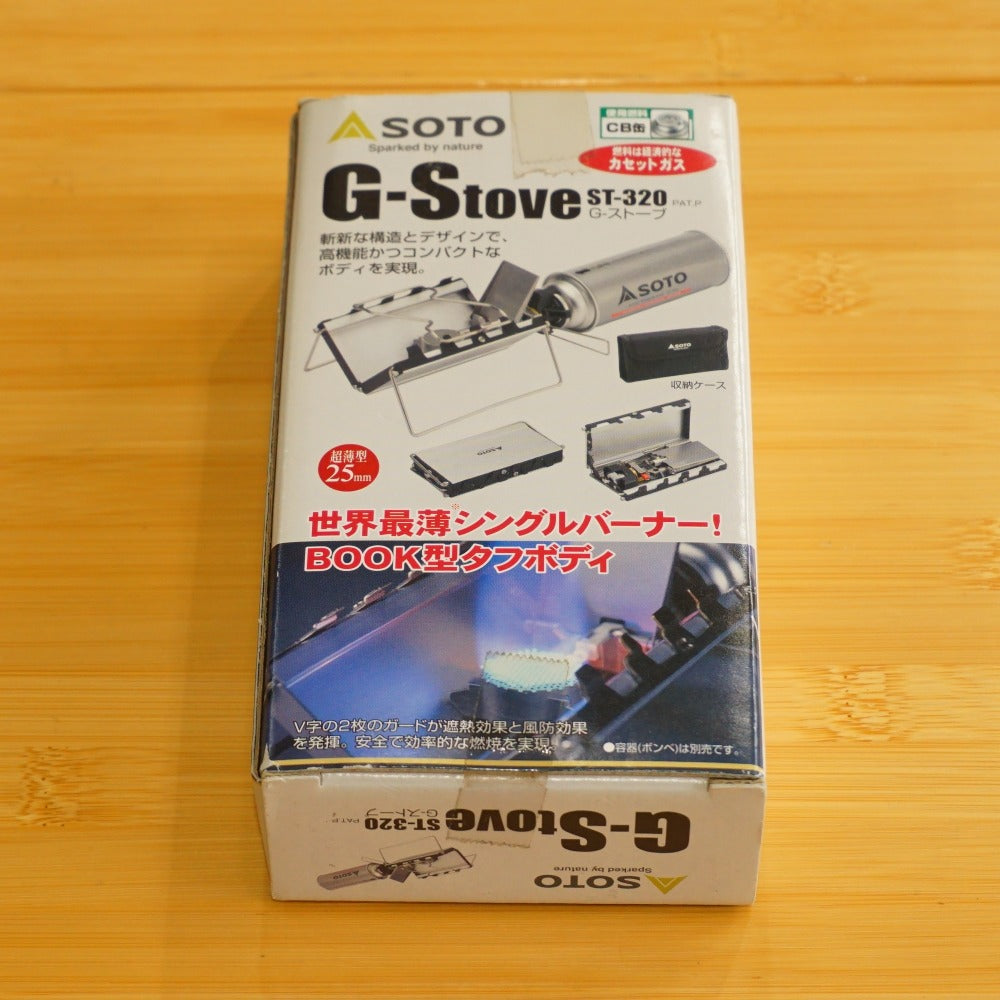 SOTO
Sparked by nature
使用燃料
CB缶
燃料は経済的な
カセットガス
G-Stove ST-320 PAT.P
G-ストーブ
斬新な構造とデザインで、
高機能かつコンパクトな
ボディを実現。
SOTO
SOTO
収納ケース
SOTO
超薄型
25mm
世界最薄※シングルバーナー!
BOOK型タフボディ
V字の2枚のガードが遮熱効果と風防効果
を発揮。安全で効率的な燃焼を実現
●容器(ボンベ)は別売です。
G-Stove ST-320 PAT.P
G-ストーブ
SOTO
Sparked by nature
SOTO